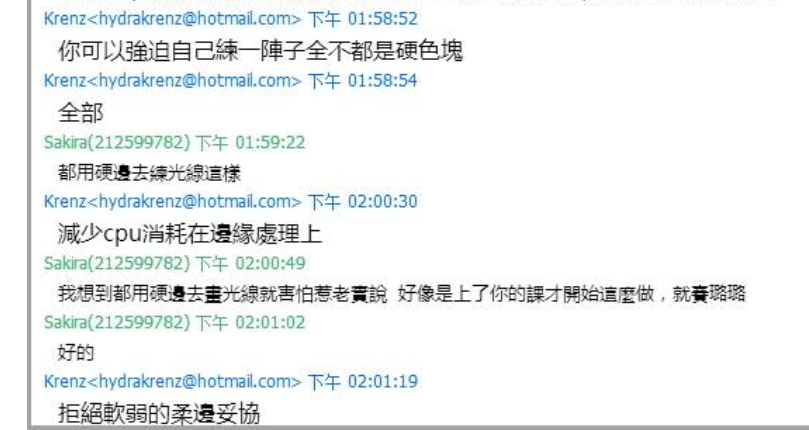 Krenz<hydrakrenz@hotmail.com> 下午 01:58:52
你可以強迫自己練一陣子全不都是硬色塊
Krenz<hydrakrenz@hotmail.com> 下午 01:58:54
全部
Sakira(212599782) 下午 01:59:22
都用硬邊去練光線這樣
Krenz<hydrakrenz@hotmail.com> 下午 02:00:30
減少cpu消耗在邊緣處理上
Sakira(212599782) 下午 02:00:49
我想到都用硬邊去畫光線就害怕惹老實說 好像是上了你的課才開始這麼做，就賽璐璐
Sakira(212599782) 下午 02:01:02
好的
Krenz<hydrakrenz@hotmail.com> 下午 02:01:19
拒絕軟弱的柔邊妥協